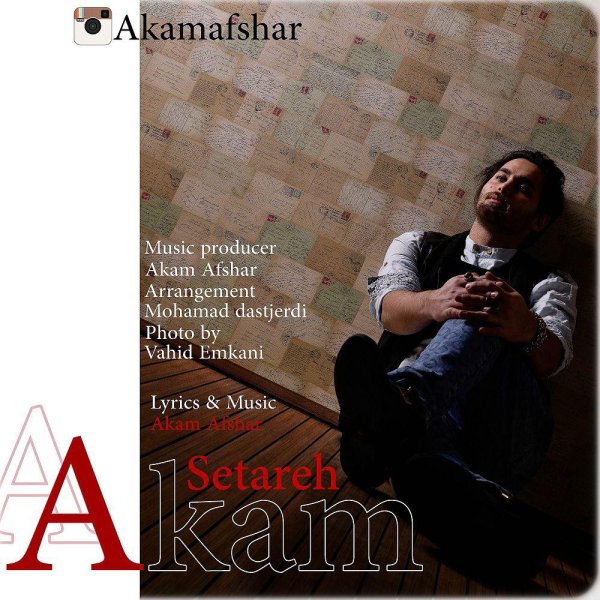 Akamafshar
Music producer
Akam Afshar
Arrangement
Mohamad dastjerdi
Photo by
Vahid Emkani
Lyrics & Music
Akam Afshar
Setareh
Akam
A